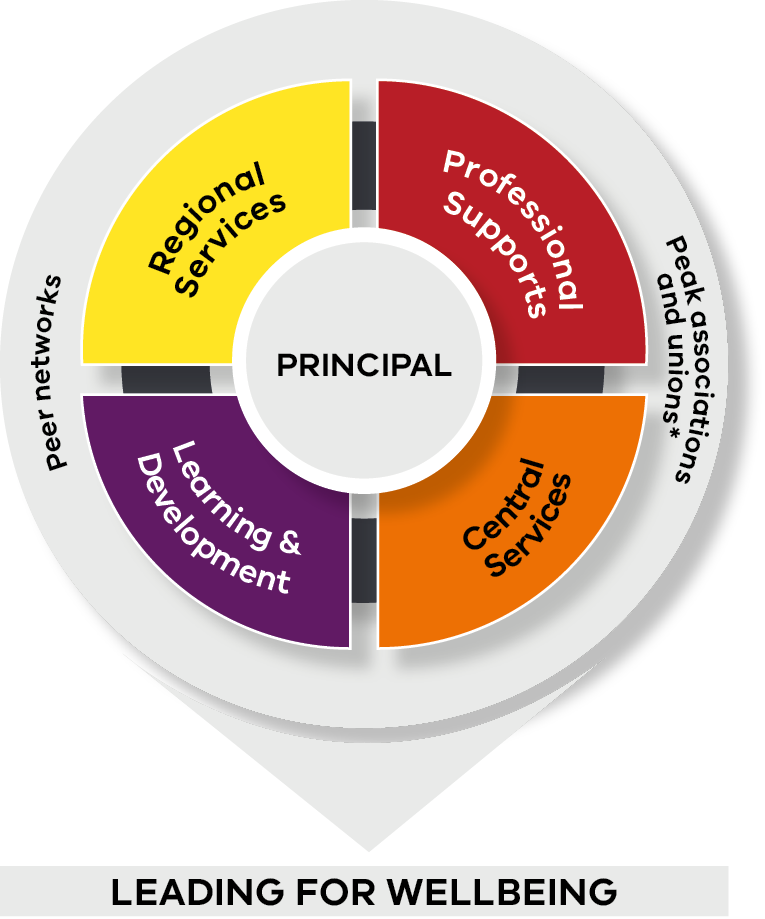 Regional
Services
Professional
Supports
Peer networks
PRINCIPAL
Peak associations
and unions*
Learning &
Development
Central
Services
LEADING FOR WELLBEING